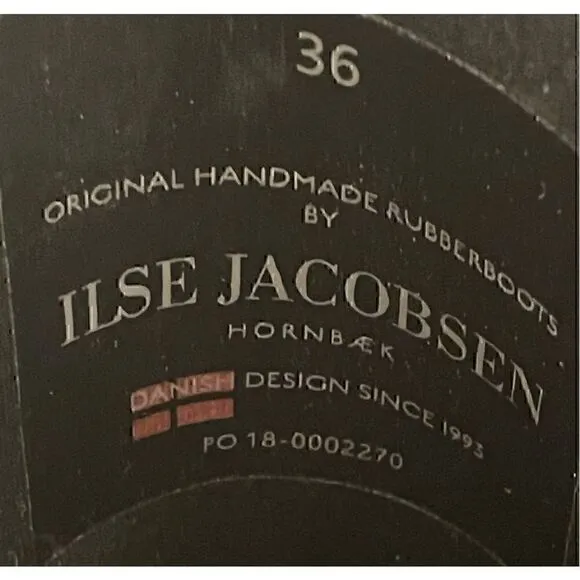 36
ORIGINAL HANDMADE RUBBERBOOTS
BY
ILSE JACOBSEN
HORNBÆK
DANISH DESIGN SINCE 1993
PO 18-0002270